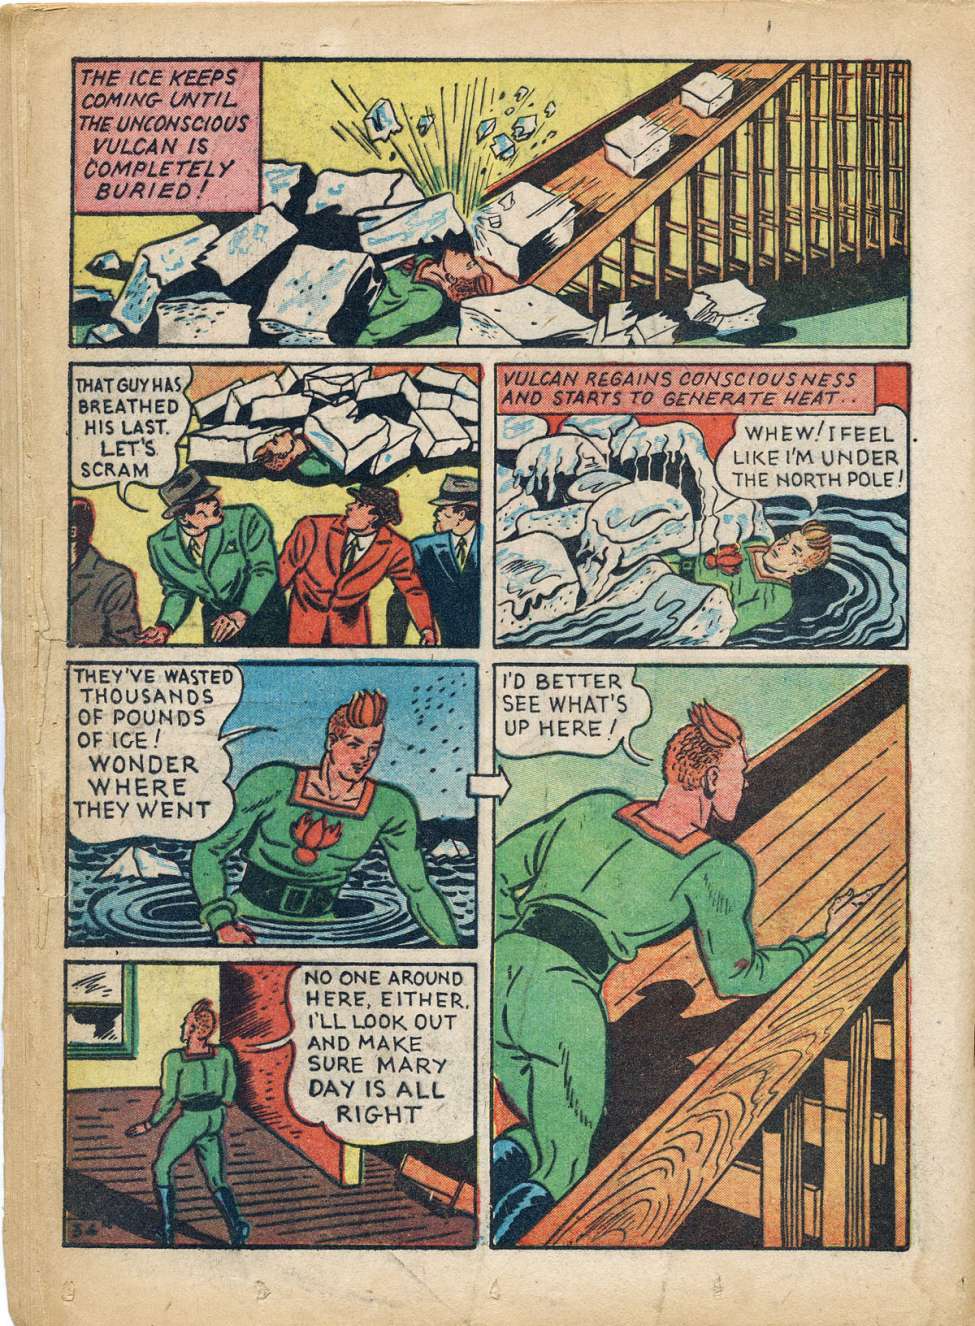 THE ICE KEEPS
COMING UNTIL
THE UNCONSCIOUS
VULCAN IS
COMPLETELY
BURIED!
THAT GUY HAS
BREATHED
HIS LAST.
LET'S
SCRAM
VULCAN REGAINS CONSCIOUSNESS
AND STARTS TO GENERATE HEAT..
WHEW! I FEEL
LIKE I'M UNDER
THE NORTH POLE!
THEY'VE WASTED
THOUSANDS
OF POUNDS
OF ICE!
WONDER
WHERE
THEY WENT
I'D BETTER
SEE WHAT'S
UP HERE!
NO ONE AROUND
HERE, EITHER.
I'LL LOOK OUT
AND MAKE
SURE MARY
DAY IS ALL
RIGHT